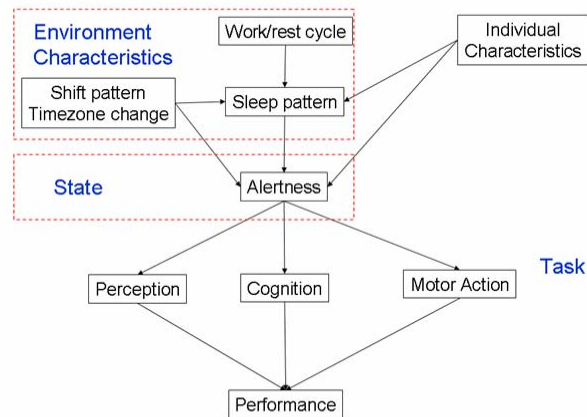 Environment
Characteristics
Work/rest cycle
Individual
Characteristics
Shift pattern
Timezone change
Sleep pattern
State
Alertness
Perception
Cognition
Motor Action
Task
Performance